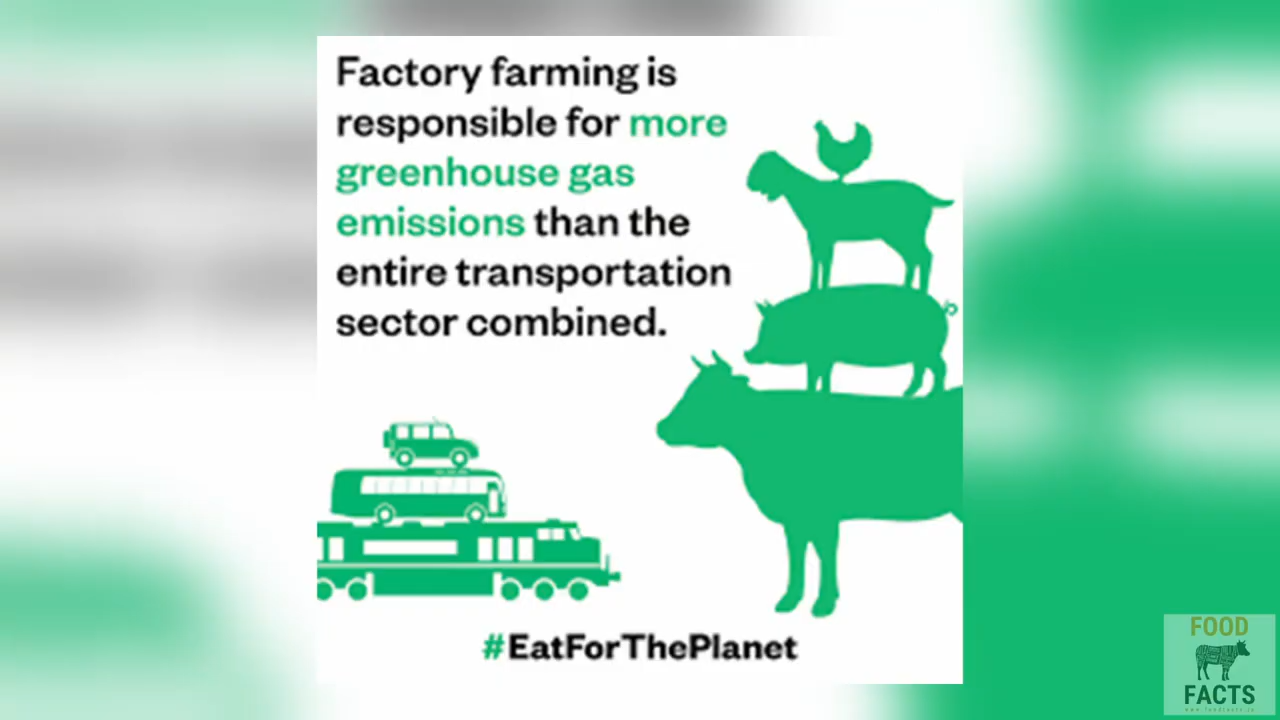 Factory farming is
responsible for more
greenhouse gas
emissions than the
entire transportation
sector combined.
#EatForThePlanet
FOOD
FACTS